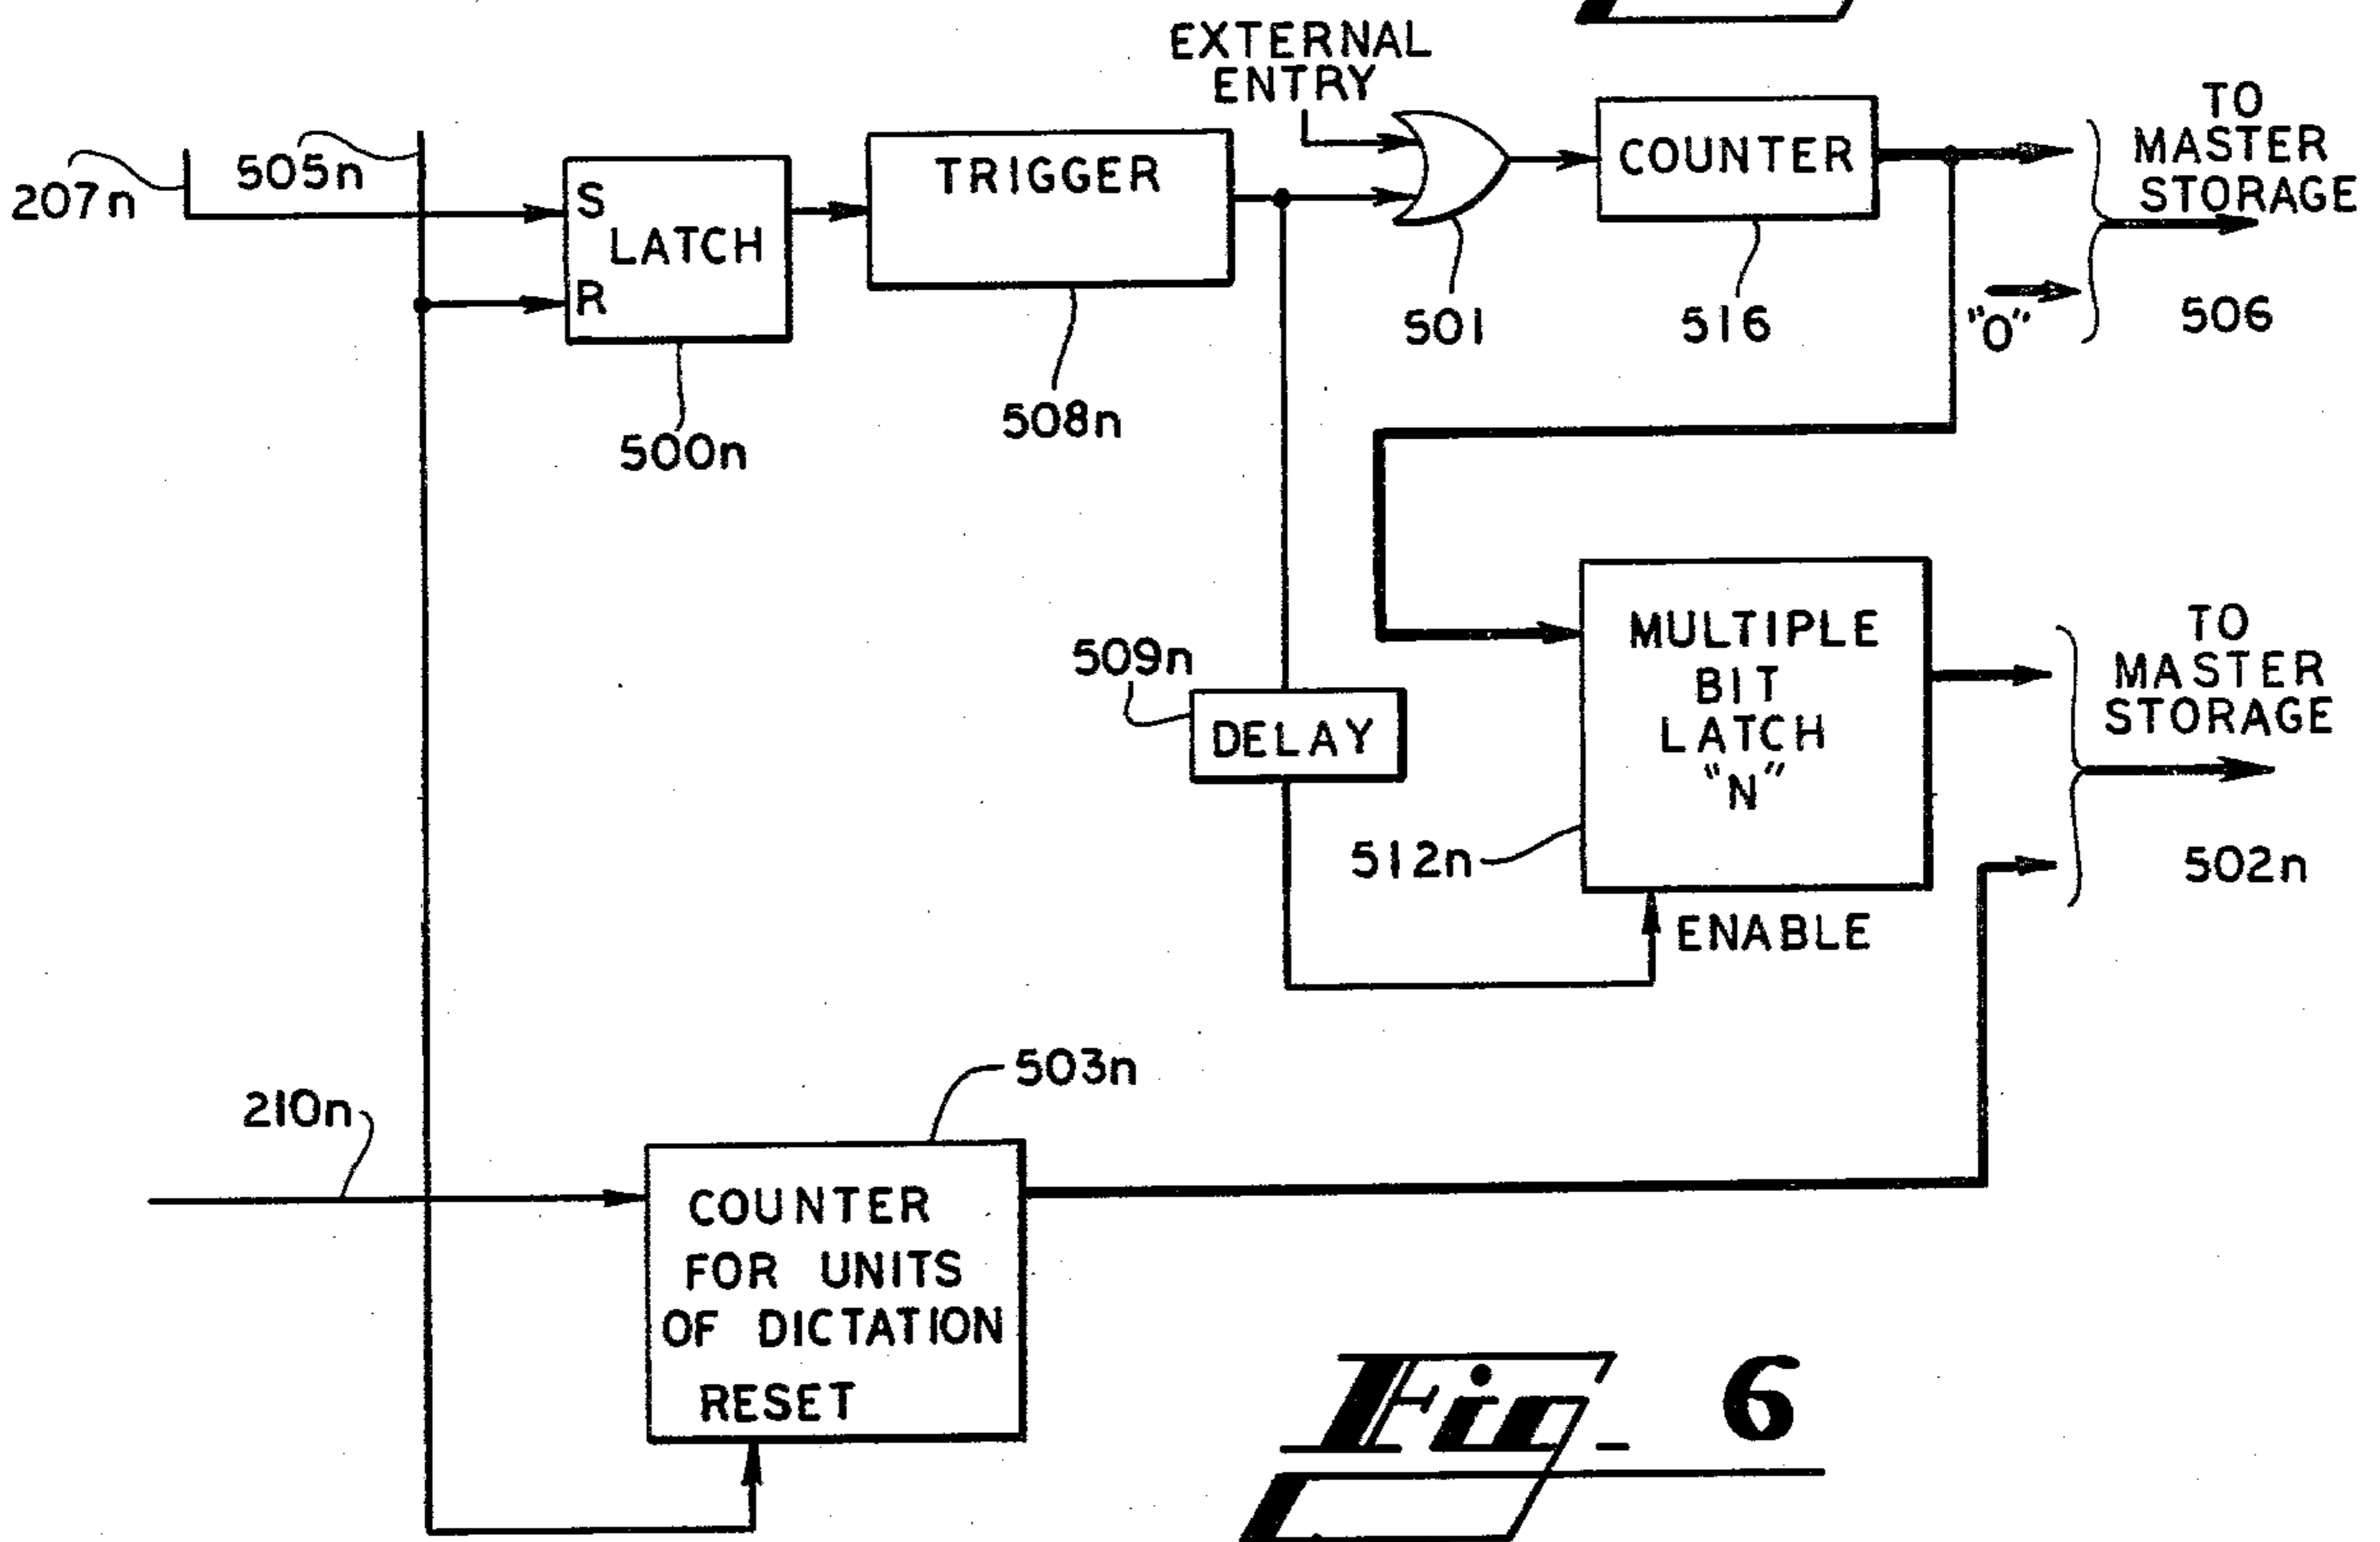 EXTERNAL
ENTRY
207n
505n
S
LATCH
R
500n
TRIGGER
508n
501
COUNTER
516
TO
MASTER
STORAGE
"0"
506
509n
DELAY
MULTIPLE
BIT
LATCH
"N"
512n
ENABLE
TO
MASTER
STORAGE
502n
210n
503n
COUNTER
FOR UNITS
OF DICTATION
RESET
Fig_ 6